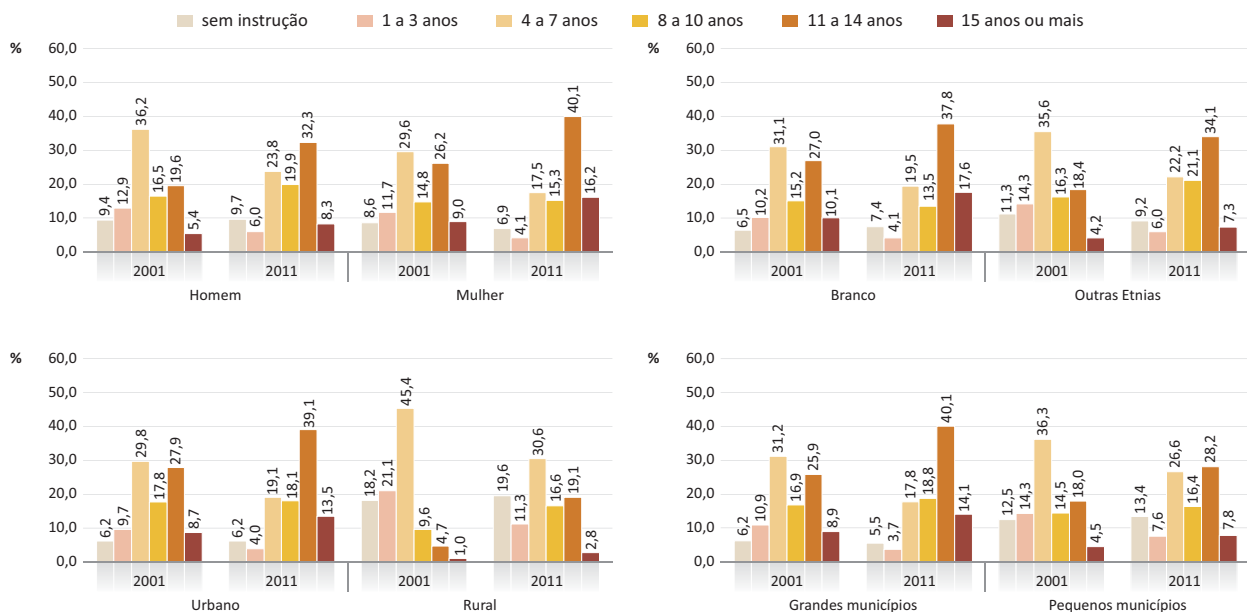 sem instrução 1 a 3 anos 4 a 7 anos 8 a 10 anos 11 a 14 anos 15 anos ou mais
%
60,0
50,0
40,0
30,0
20,0
10,0
0,0
9,4 12,9 36,2 16,5 19,6 5,4
9,7 6,0 23,8 19,9 32,3 8,3
8,6 11,7 29,6 14,8 26,2 9,0
6,9 4,1 17,5 15,3 40,1 16,2
2001 2011 2001 2011
Homem Mulher
%
60,0
50,0
40,0
30,0
20,0
10,0
0,0
6,5 10,2 31,1 15,2 27,0 10,1
7,4 4,1 19,5 13,5 37,8 17,6
11,3 14,3 35,6 16,3 18,4 4,2
9,2 6,0 22,2 21,1 34,1 7,3
2001 2011 2001 2011
Branco Outras Etnias
%
60,0
50,0
40,0
30,0
20,0
10,0
0,0
6,2 9,7 29,8 17,8 27,9 8,7
6,2 4,0 19,1 18,1 39,1 13,5
18,2 21,1 45,4 9,6 4,7 1,0
19,6 11,3 30,6 16,6 19,1 2,8
2001 2011 2001 2011
Urbano Rural
%
60,0
50,0
40,0
30,0
20,0
10,0
0,0
6,2 10,9 31,2 16,9 25,9 8,9
5,5 3,7 17,8 18,8 40,1 14,1
12,5 14,3 36,3 14,5 18,0 4,5
13,4 7,6 26,6 16,4 28,2 7,8
2001 2011 2001 2011
Grandes municípios Pequenos municípios